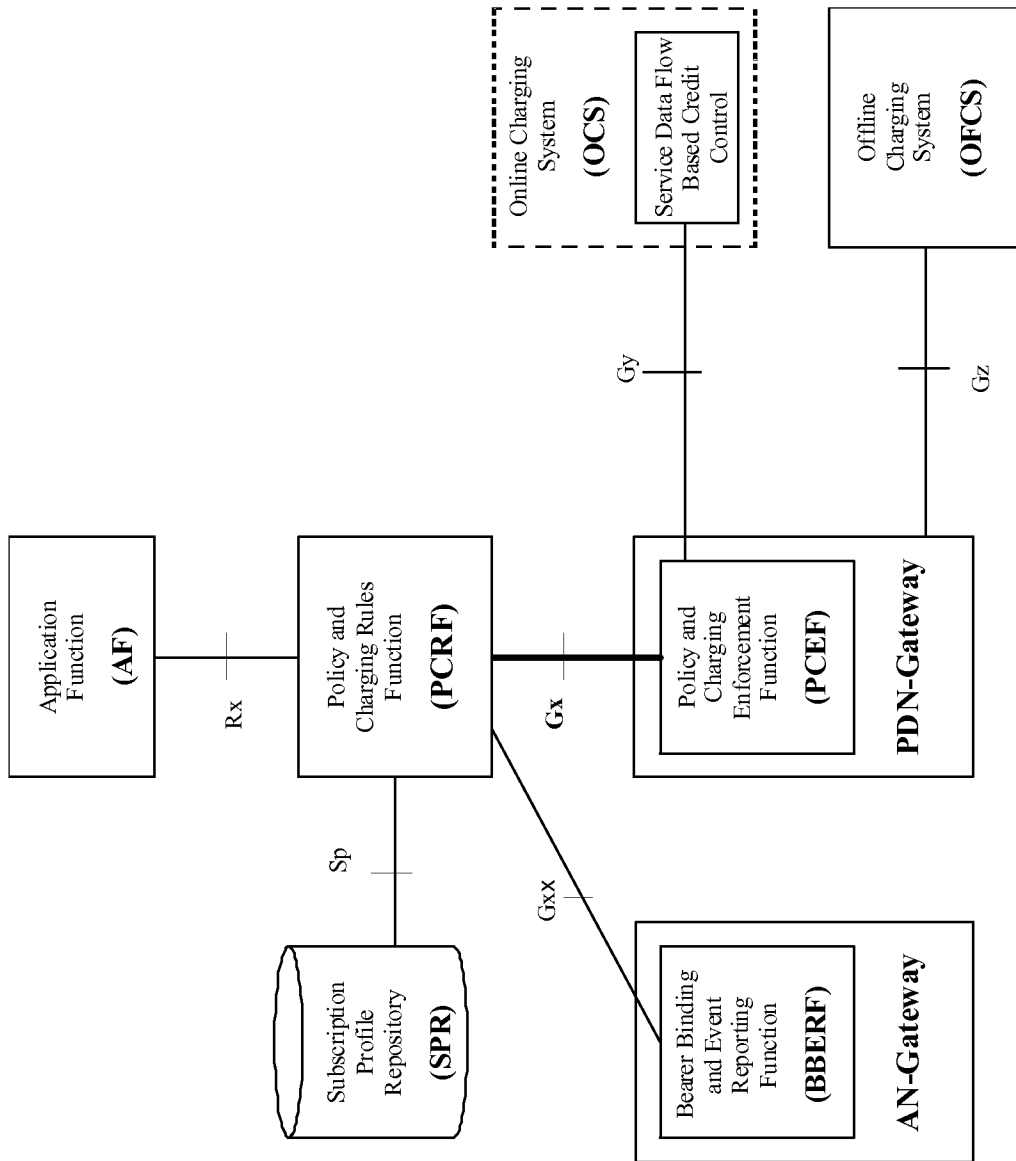 Subscription
Profile
Repository
(SPR)
Sp
Policy and
Charging Rules
Function
(PCRF)
Rx
Application
Function
(AF)
Gxx
Gx
Bearer Binding
and Event
Reporting
Function
(BBERF)
AN-Gateway
Policy and
Charging
Enforcement
Function
(PCEF)
PDN-Gateway
Gy
Online Charging
System
(OCS)
Service Data Flow
Based Credit
Control
Gz
Offline
Charging
System
(OFCS)